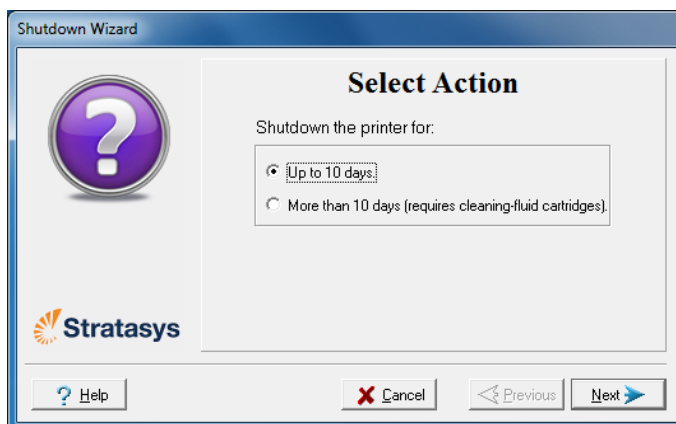 Shutdown Wizard
Select Action
Shutdown the printer for:
Up to 10 days.
More than 10 days (requires cleaning-fluid cartridges).
Stratasys
? Help
Cancel
Previous
Next